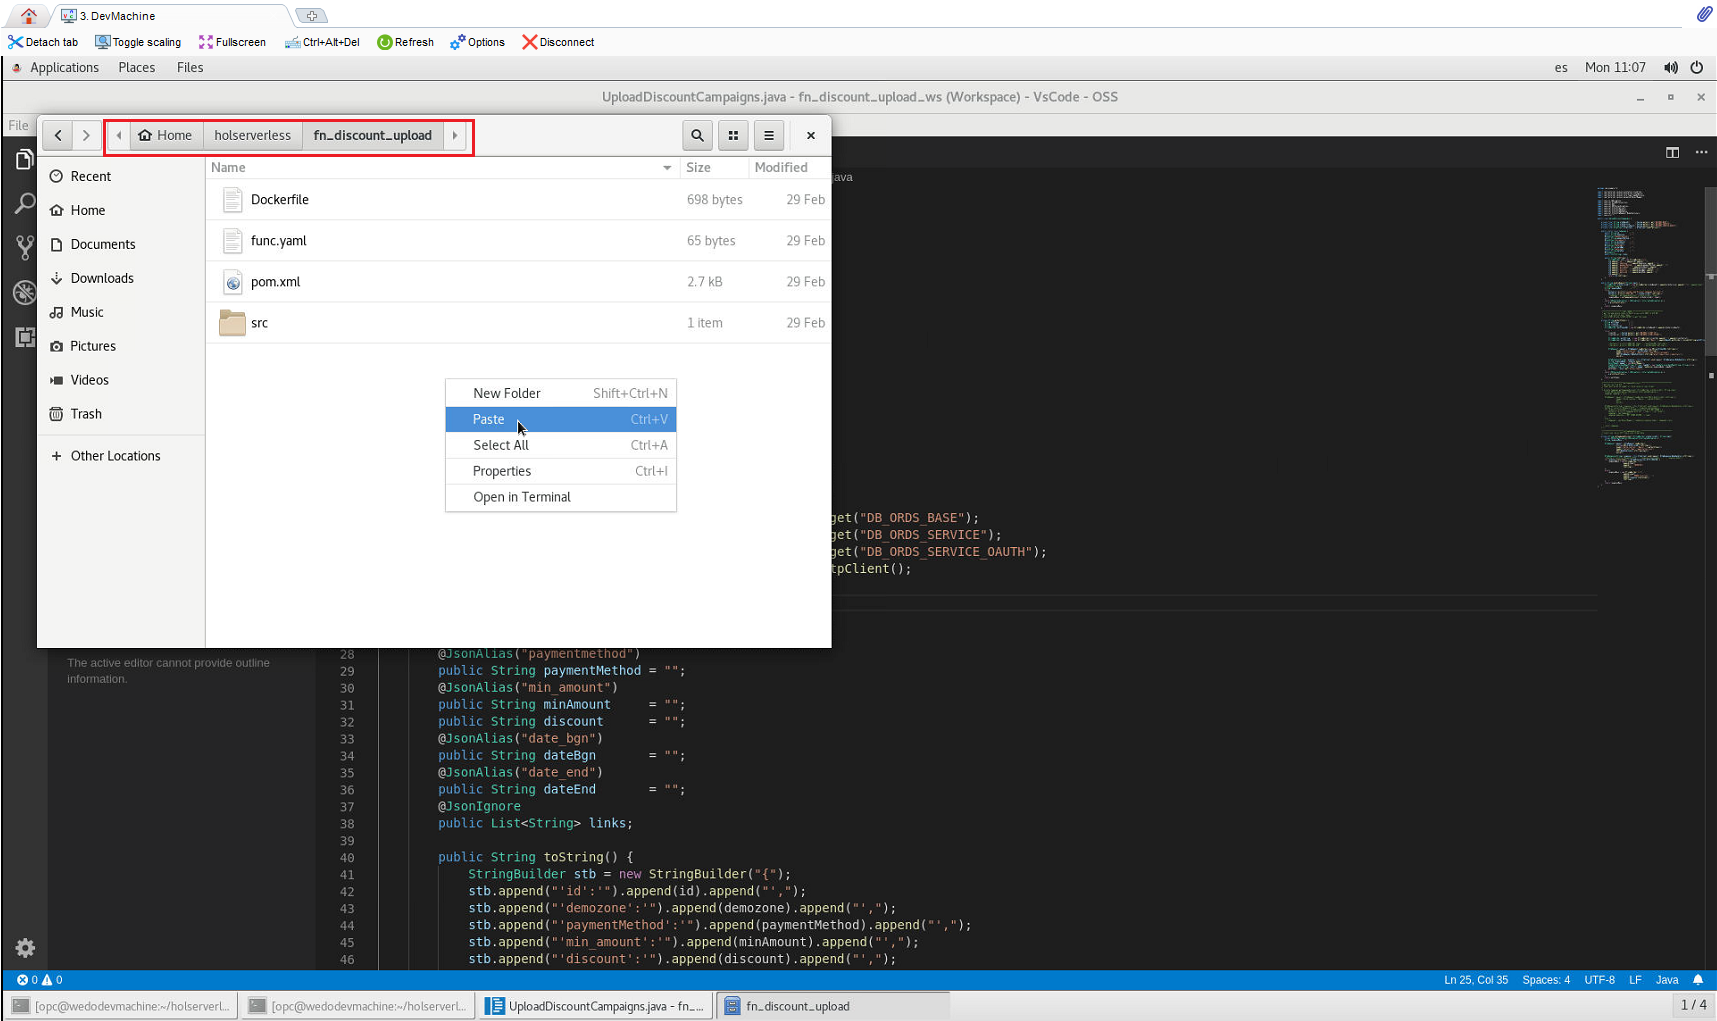 3. DevMachine
Detach tab
Toggle scaling
Fullscreen
Ctrl+Alt+Del
Refresh
Options
Disconnect
Applications Places Files
es Mon 11:07
UploadDiscountCampaigns.java - fn_discount_upload_ws (Workspace) - VsCode - OSS
File
Home holserverless fn_discount_upload
Name Size Modified
Recent
Home
Documents
Downloads
Music
Pictures
Videos
Trash
+ Other Locations
Dockerfile 698 bytes 29 Feb
func.yaml 65 bytes 29 Feb
pom.xml 2.7 kB 29 Feb
src 1 item 29 Feb
New Folder Shift+Ctrl+N
Paste Ctrl+V
Select All Ctrl+A
Properties Ctrl+I
Open in Terminal
java
get("DB_ORDS_BASE");
get("DB_ORDS_SERVICE");
get("DB_ORDS_SERVICE_OAUTH");
tpClient();
The active editor cannot provide outline
information.
28 @JsonAlias("paymentmethod")
29 public String paymentMethod = "";
30 @JsonAlias("min_amount")
31 public String minAmount = "";
32 public String discount = "";
33 @JsonAlias("date_bgn")
34 public String dateBgn = "";
35 @JsonAlias("date_end")
36 public String dateEnd = "";
37 @JsonIgnore
38 public List<String> links;
39
40 public String toString() {
41 StringBuilder stb = new StringBuilder("{");
42 stb.append("'id':'").append(id).append("',");
43 stb.append("'demozone':'").append(demozone).append("',");
44 stb.append("'paymentMethod':'").append(paymentMethod).append("',");
45 stb.append("'min_amount':'").append(minAmount).append("',");
46 stb.append("'discount':'").append(discount).append("',");
0 0
Ln 25, Col 35 Spaces: 4 UTF-8 LF Java
[opc@wedodevmachine:~/holserverl...
[opc@wedodevmachine:~/holserverl...
UploadDiscountCampaigns.java - fn_...
fn_discount_upload
1 / 4